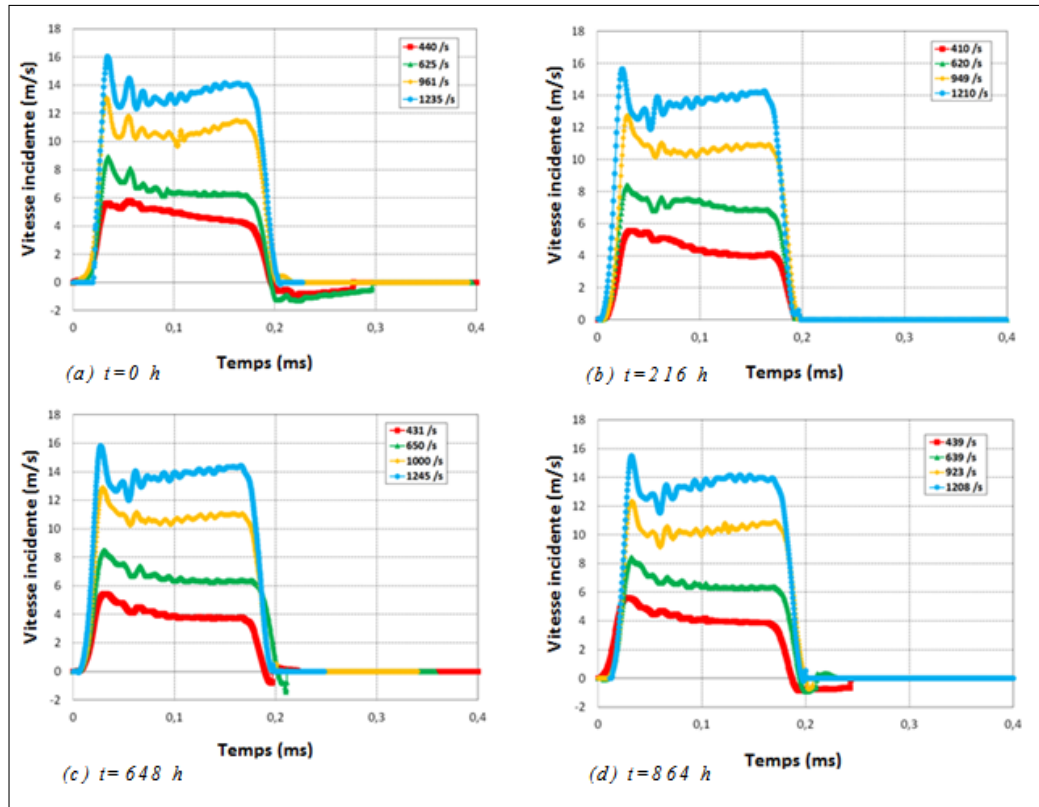 18
16
14
12
10
8
6
4
2
0
-2
Vitesse incidente (m/s)
440 /s
625 /s
961 /s
1235 /s
0
0,1
0,2
0,3
0,4
Temps (ms)
(a) t=0 h
18
16
14
12
10
8
6
4
2
0
Vitesse incidente (m/s)
410 /s
620 /s
949 /s
1210 /s
0
0,1
0,2
0,3
0,4
Temps (ms)
(b) t=216 h
18
16
14
12
10
8
6
4
2
0
-2
Vitesse incidente (m/s)
431 /s
650 /s
1000 /s
1245 /s
0
0,1
0,2
0,3
0,4
Temps (ms)
(c) t=648 h
18
16
14
12
10
8
6
4
2
0
-2
Vitesse incidente (m/s)
439 /s
639 /s
923 /s
1208 /s
0
0,1
0,2
0,3
0,4
Temps (ms)
(d) t=864 h